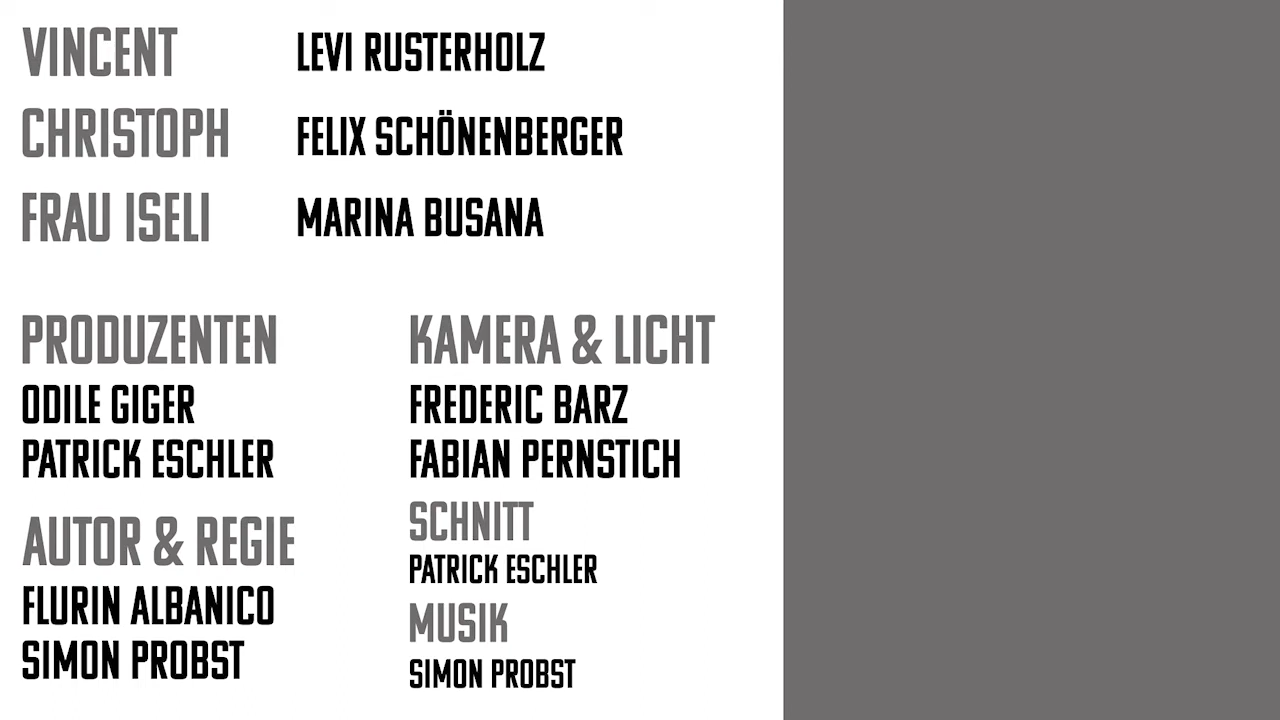 VINCENT LEVI RUSTERHOLZ
CHRISTOPH FELIX SCHÖNENBERGER
FRAU ISELI MARINA BUSANA
PRODUZENTEN
ODILE GIGER
PATRICK ESCHLER
AUTOR & REGIE
FLURIN ALBANICO
SIMON PROBST
KAMERA & LICHT
FREDERIC BARZ
FABIAN PERNSTICH
SCHNITT
PATRICK ESCHLER
MUSIK
SIMON PROBST